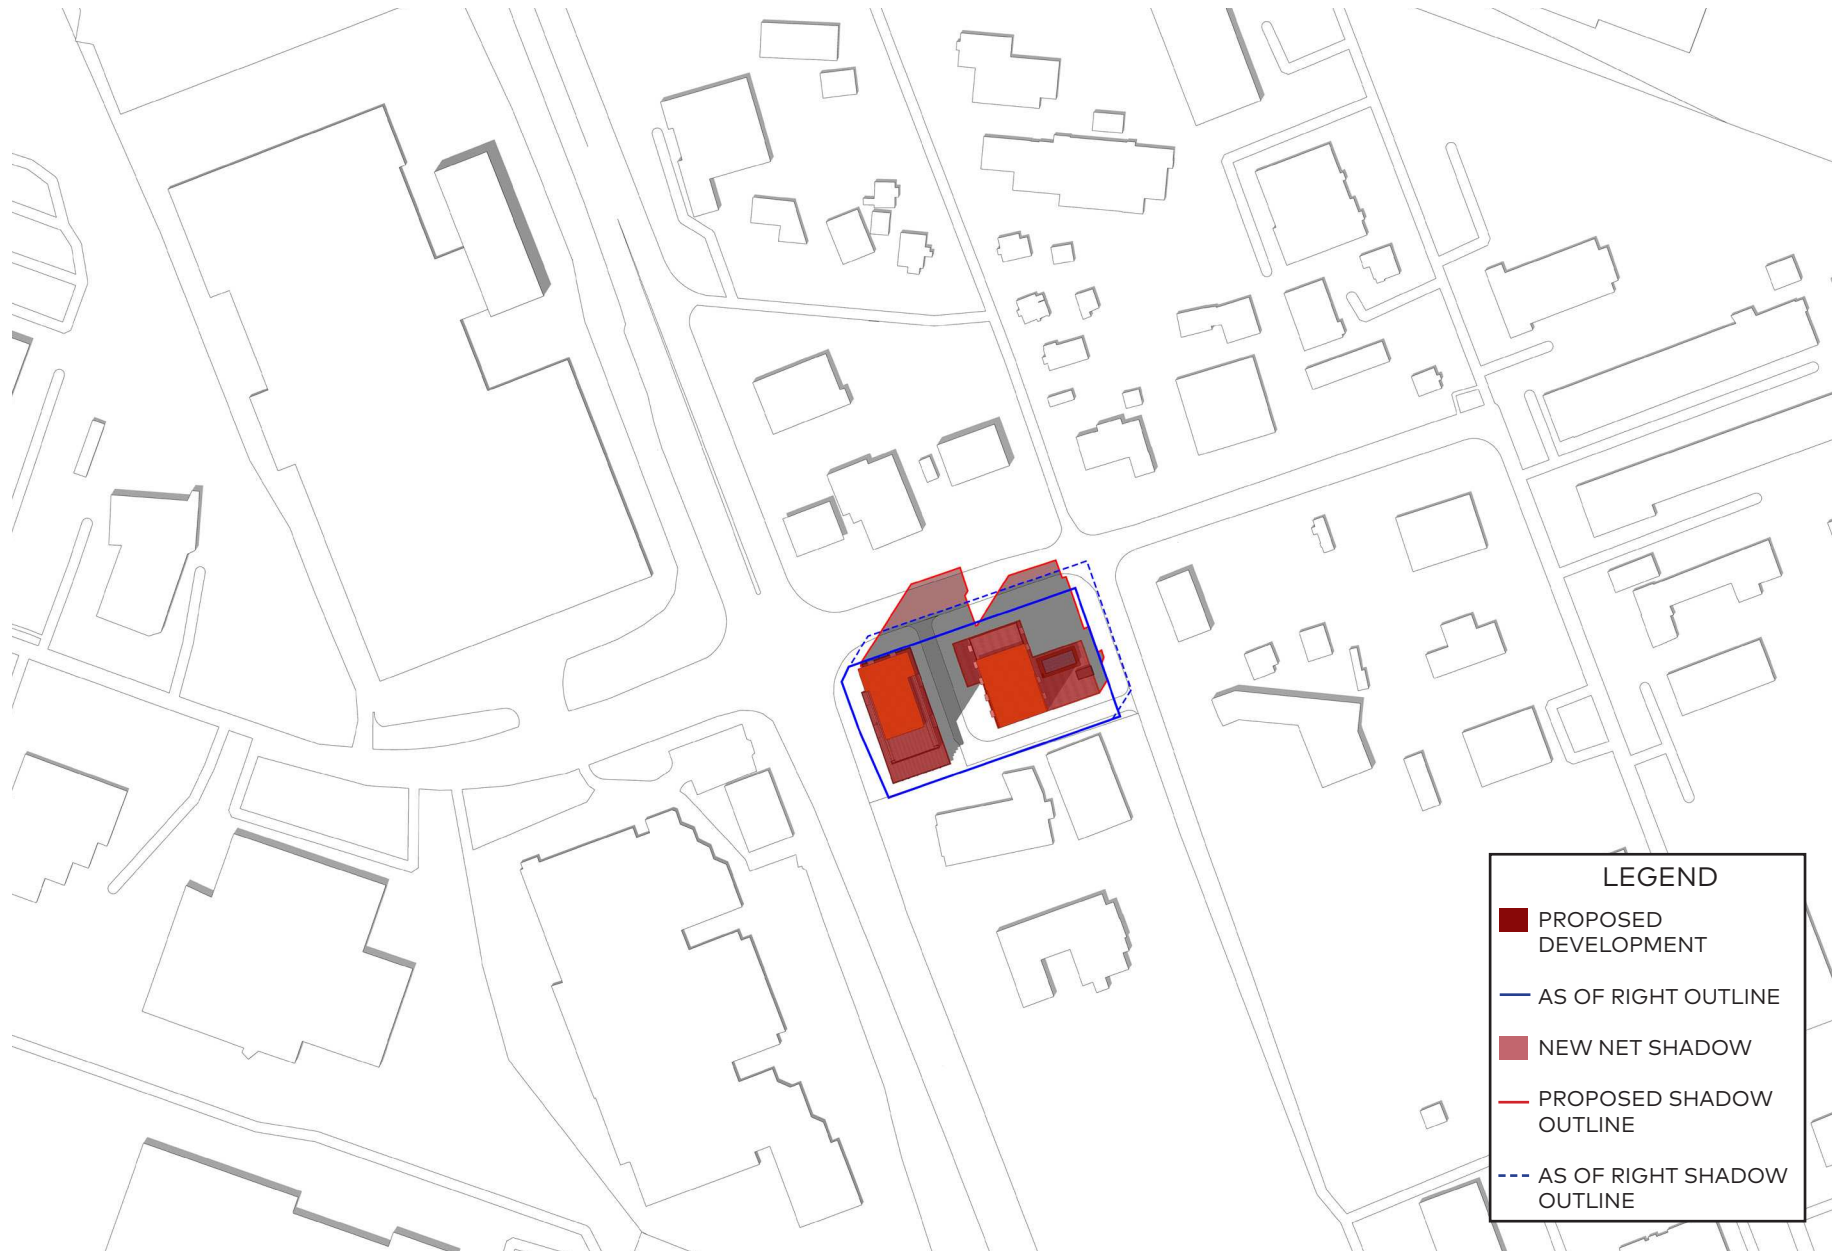 LEGEND
PROPOSED
DEVELOPMENT
AS OF RIGHT OUTLINE
NEW NET SHADOW
PROPOSED SHADOW
OUTLINE
AS OF RIGHT SHADOW
OUTLINE